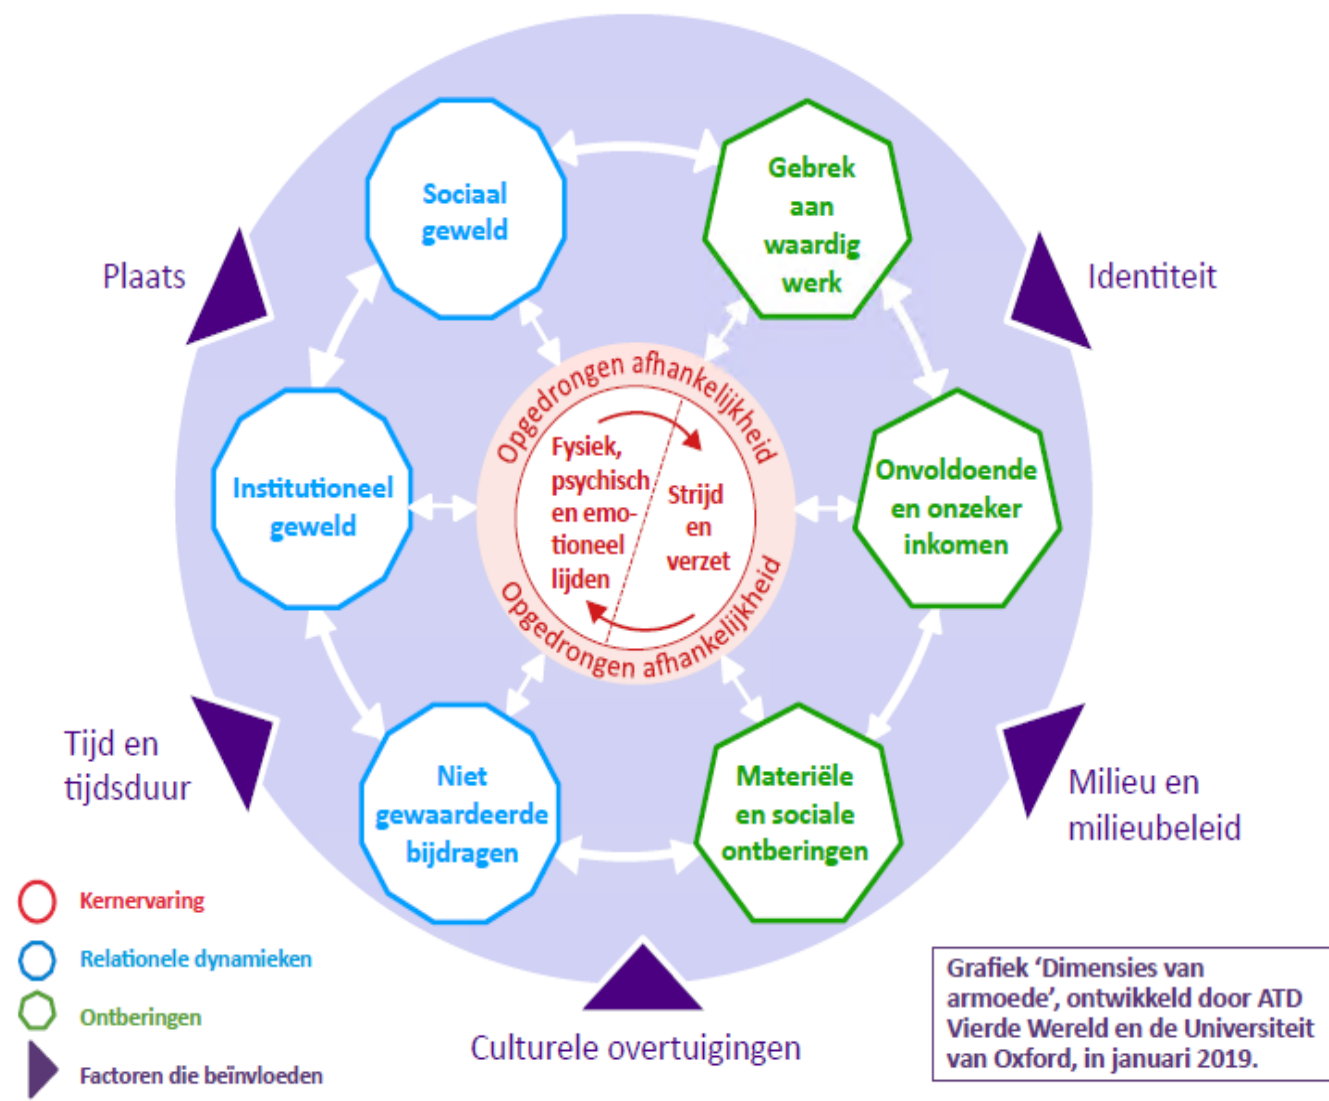 Sociaal
geweld
Gebrek
aan
waardig
werk
Plaats
Identiteit
Opgedrongen afhankelijkheid
Fysiek,
psychisch
en emo-
tioneel
lijden
Strijd
en
verzet
Opgedrongen afhankelijkheid
Institutioneel
geweld
Onvoldoende
en onzeker
inkomen
Tijd en
tijdsduur
Niet
gewaardeerde
bijdragen
Materiële
en sociale
ontberingen
Milieu en
milieubeleid
Culturele overtuigingen
Kernervaring
Relationele dynamieken
Ontberingen
Factoren die beïnvloeden
Grafiek ‘Dimensies van
armoede’, ontwikkeld door ATD
Vierde Wereld en de Universiteit
van Oxford, in januari 2019.